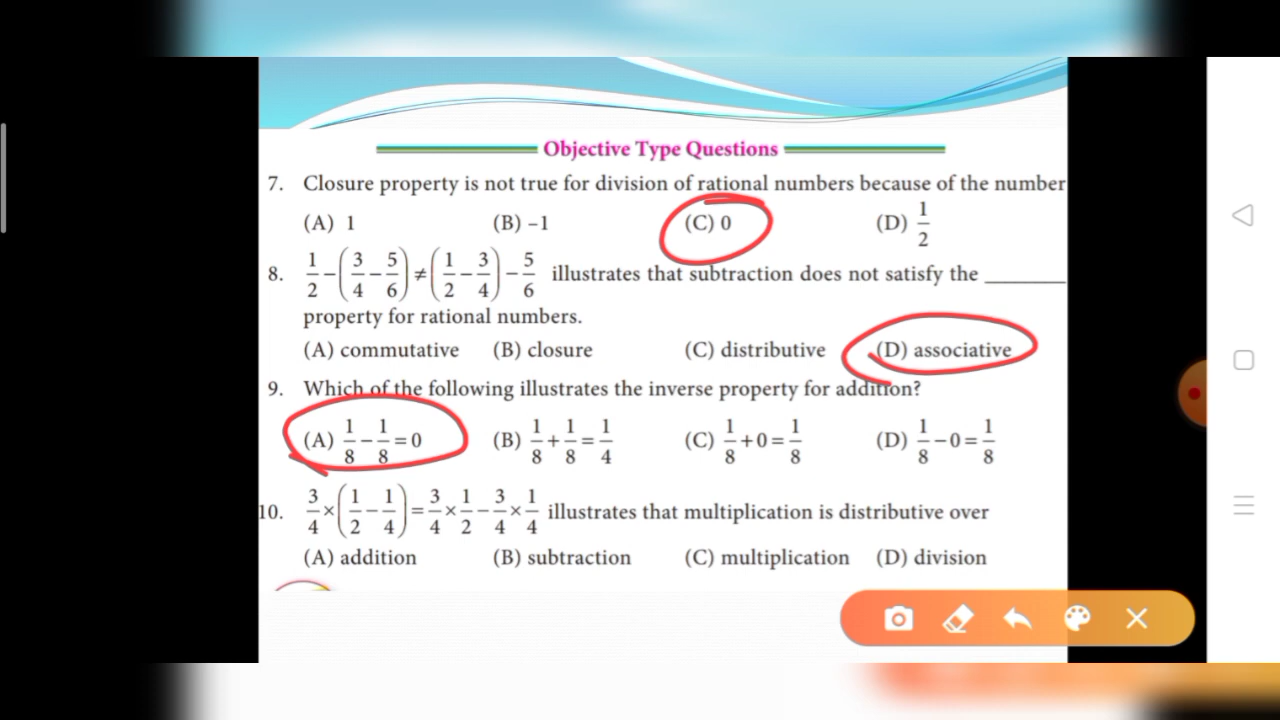 Objective Type Questions
7. Closure property is not true for division of rational numbers because of the number
(A) 1 (B) −1 (C) 0 (D) 1/2
8. 1/2 − (3/4 − 5/6) ≠ (1/2 − 3/4) − 5/6 illustrates that subtraction does not satisfy the ________
property for rational numbers.
(A) commutative (B) closure (C) distributive (D) associative
9. Which of the following illustrates the inverse property for addition?
(A) 1/8 − 1/8 = 0 (B) 1/8 + 1/8 = 1/4 (C) 1/8 + 0 = 1/8 (D) 1/8 − 0 = 1/8
10. 3/4 × (1/2 − 1/4) = 3/4 × 1/2 − 3/4 × 1/4 illustrates that multiplication is distributive over
(A) addition (B) subtraction (C) multiplication (D) division